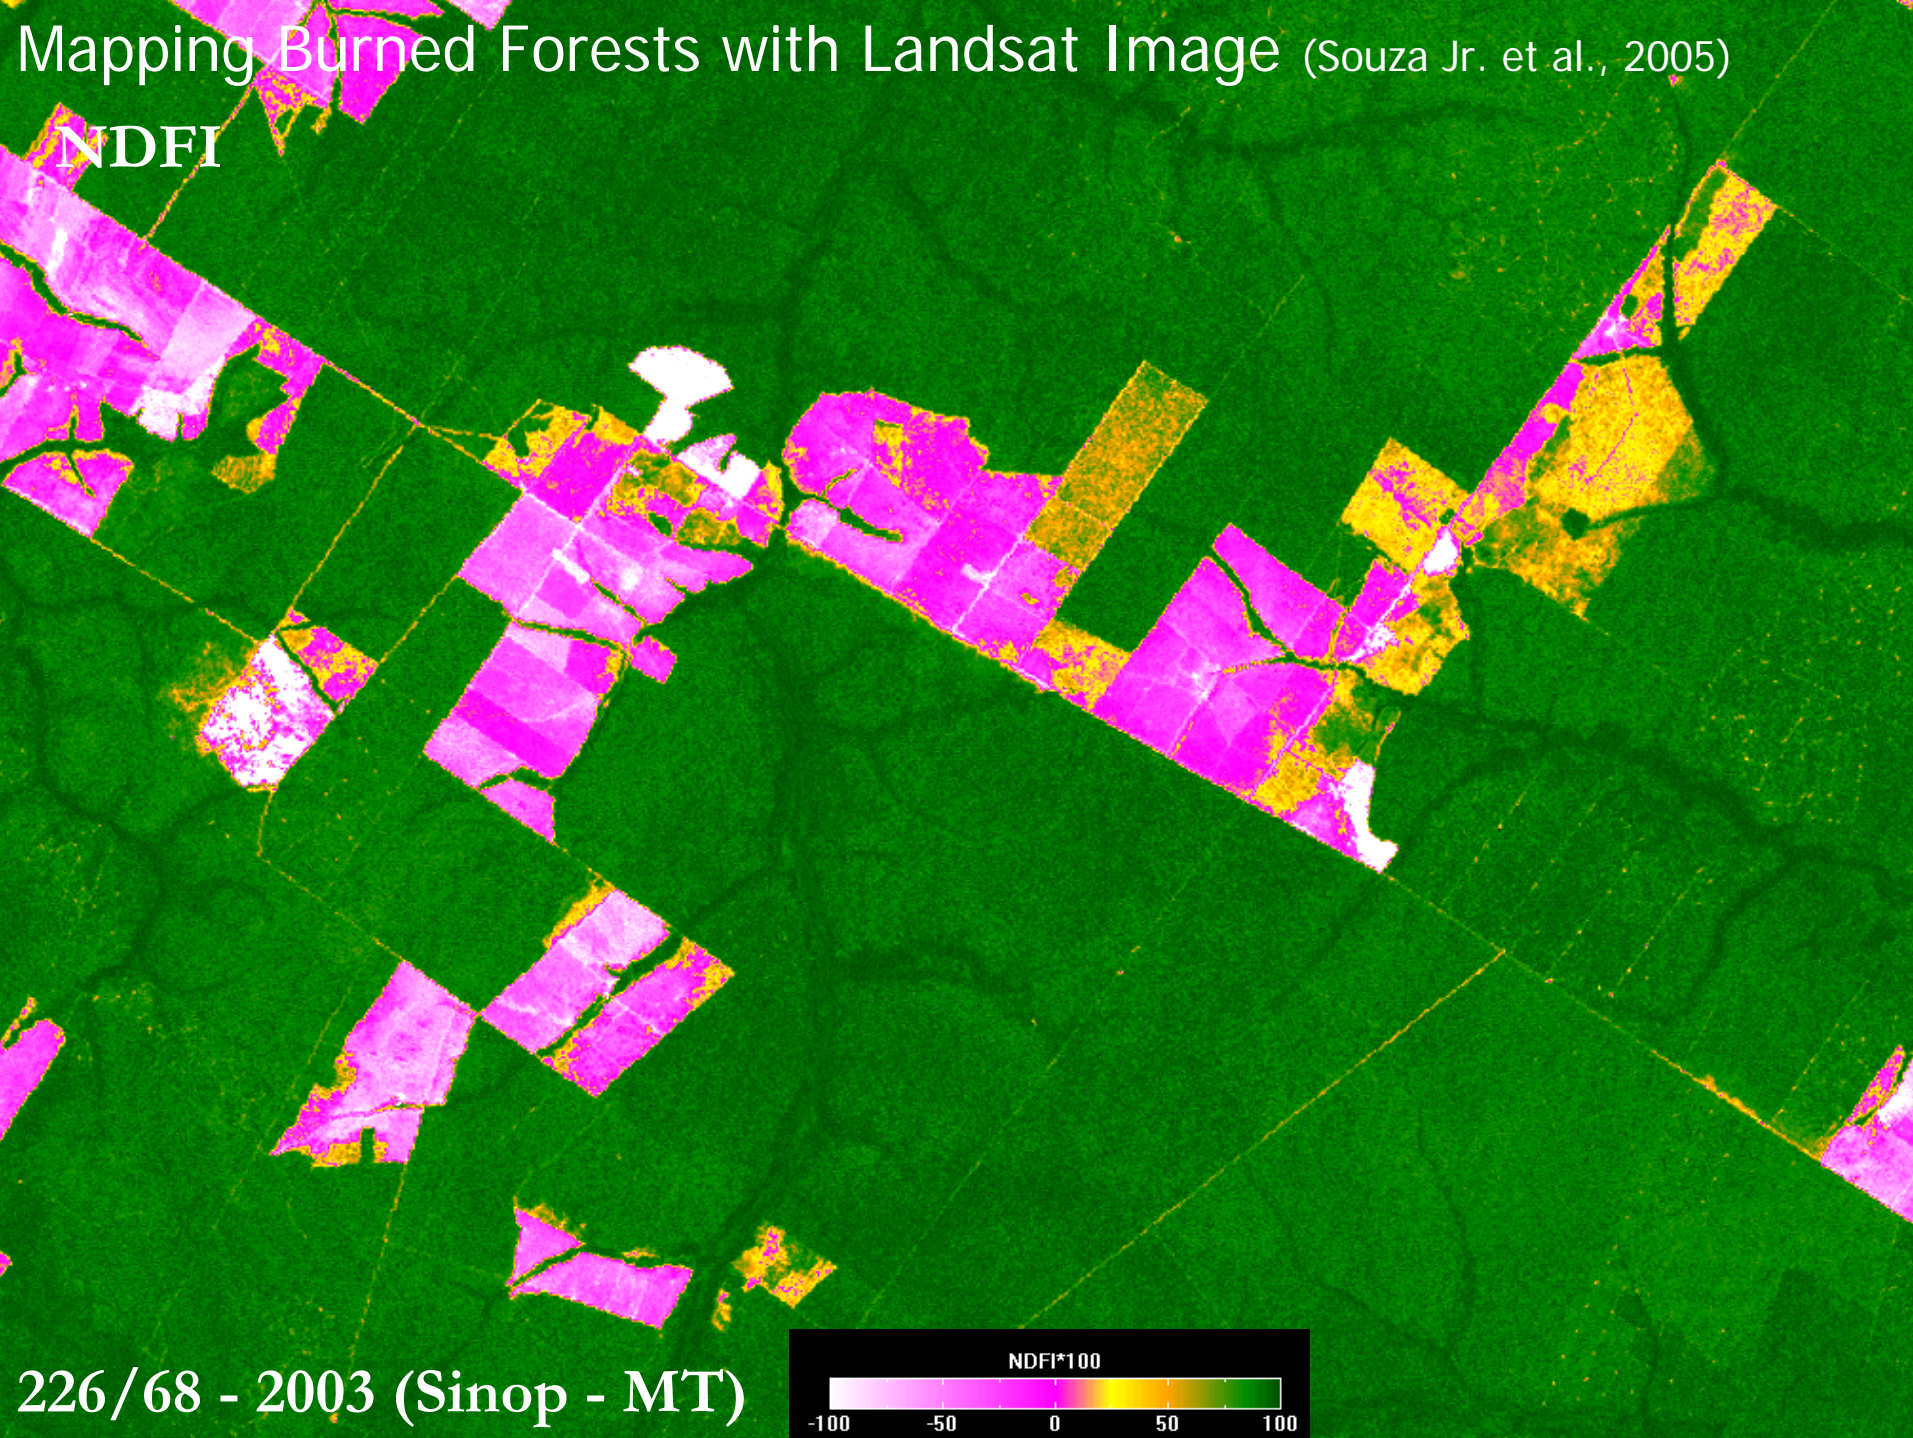 Mapping Burned Forests with Landsat Image (Souza Jr. et al., 2005)
NDFI
NDFI*100
-100 -50 0 50 100
226/68 - 2003 (Sinop - MT)